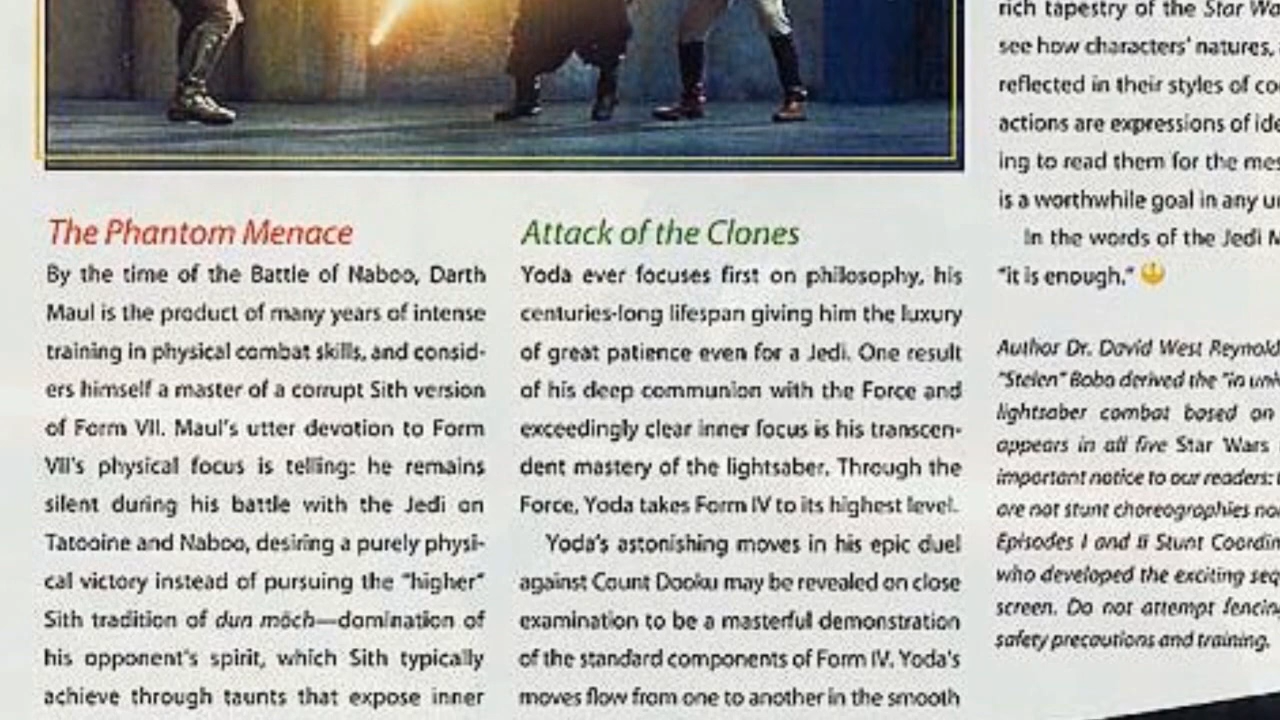 The Phantom Menace
By the time of the Battle of Naboo, Darth
Maul is the product of many years of intense
training in physical combat skills, and consid-
ers himself a master of a corrupt Sith version
of Form VII. Maul's utter devotion to Form
VII's physical focus is telling: he remains
silent during his battle with the Jedi on
Tatooine and Naboo, desiring a purely physi-
cal victory instead of pursuing the "higher"
Sith tradition of dun möch—domination of
his opponent's spirit, which Sith typically
achieve through taunts that expose inner
Attack of the Clones
Yoda ever focuses first on philosophy, his
centuries-long lifespan giving him the luxury
of great patience even for a Jedi. One result
of his deep communion with the Force and
exceedingly clear inner focus is his transcen-
dent mastery of the lightsaber. Through the
Force, Yoda takes Form IV to its highest level.
Yoda's astonishing moves in his epic duel
against Count Dooku may be revealed on close
examination to be a masterful demonstration
of the standard components of Form IV. Yoda's
moves flow from one to another in the smooth
rich tapestry of the Star Wa
see how characters' natures,
reflected in their styles of co
actions are expressions of ide
ing to read them for the mes
is a worthwhile goal in any u
In the words of the Jedi M
"it is enough."
Author Dr. David West Reynold
"Stelen" Baba derived the "in univ
lightsaber combat based on
appears in all five Star Wars
important notice to our readers:
are not stunt choreographies no
Episodes I and II Stunt Coordin
who developed the exciting seq
screen. Do not attempt fencin
safety precautions and training.